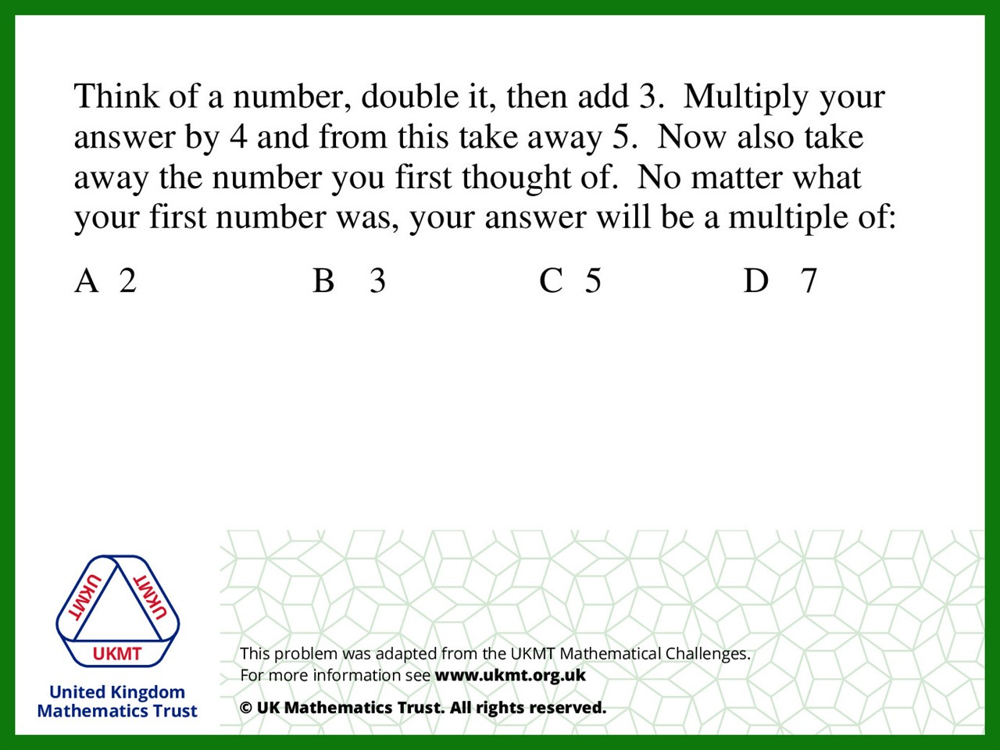 Think of a number, double it, then add 3.  Multiply your
answer by 4 and from this take away 5.  Now also take
away the number you first thought of.  No matter what
your first number was, your answer will be a multiple of:
A 2 B 3 C 5 D 7
UKMT UKMT
UKMT
United Kingdom
Mathematics Trust
This problem was adapted from the UKMT Mathematical Challenges.
For more information see www.ukmt.org.uk
© UK Mathematics Trust. All rights reserved.